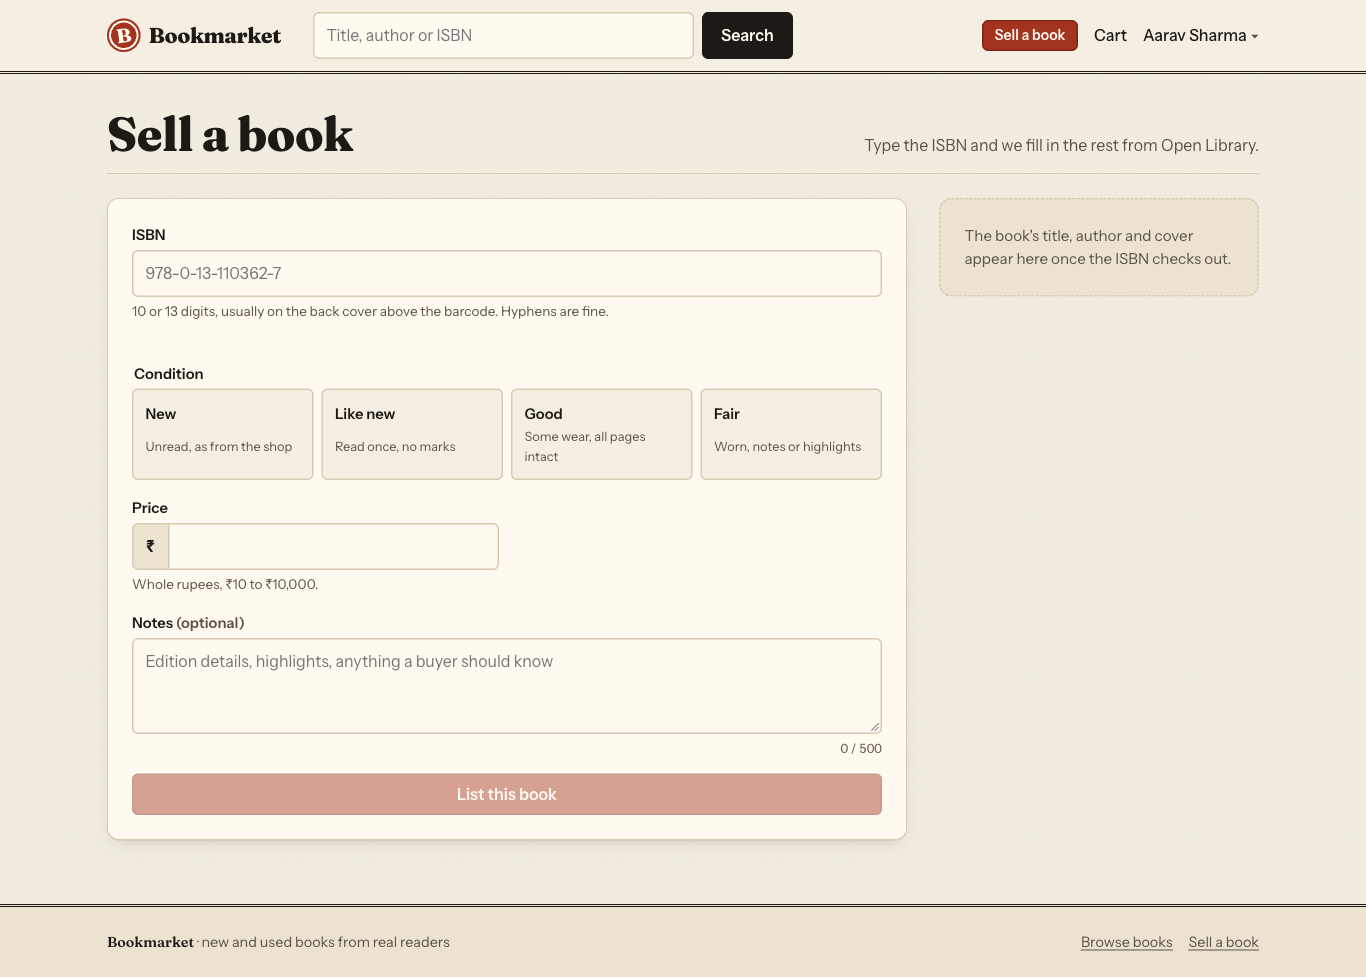 B Bookmarket
Title, author or ISBN
Search
Sell a book
Cart
Aarav Sharma
Sell a book
Type the ISBN and we fill in the rest from Open Library.
ISBN
978-0-13-110362-7
10 or 13 digits, usually on the back cover above the barcode. Hyphens are fine.
The book's title, author and cover
appear here once the ISBN checks out.
Condition
New
Unread, as from the shop
Like new
Read once, no marks
Good
Some wear, all pages
intact
Fair
Worn, notes or highlights
Price
₹
Whole rupees, ₹10 to ₹10,000.
Notes (optional)
Edition details, highlights, anything a buyer should know
0 / 500
List this book
Bookmarket · new and used books from real readers
Browse books
Sell a book